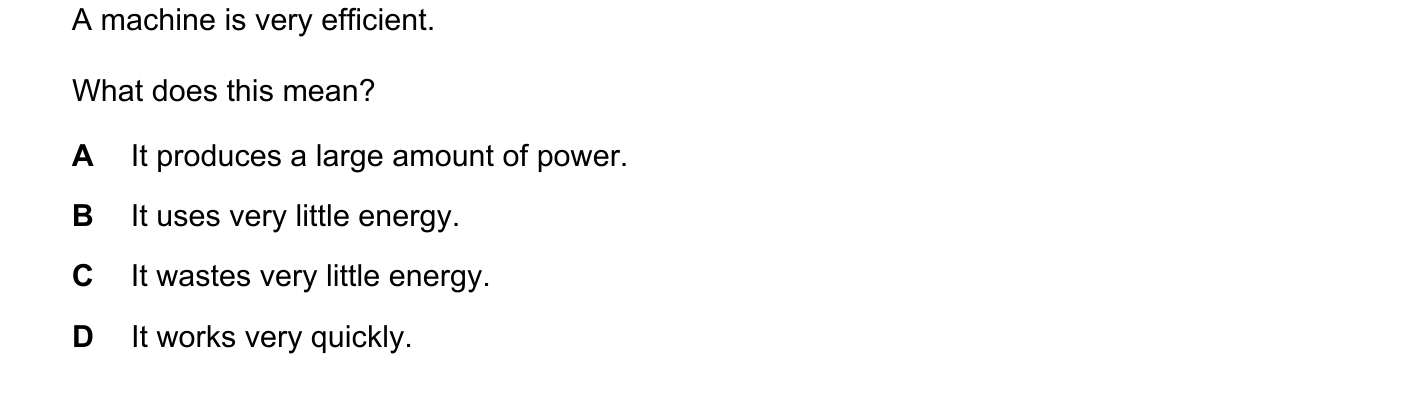 A machine is very efficient.
What does this mean?
A It produces a large amount of power.
B It uses very little energy.
C It wastes very little energy.
D It works very quickly.